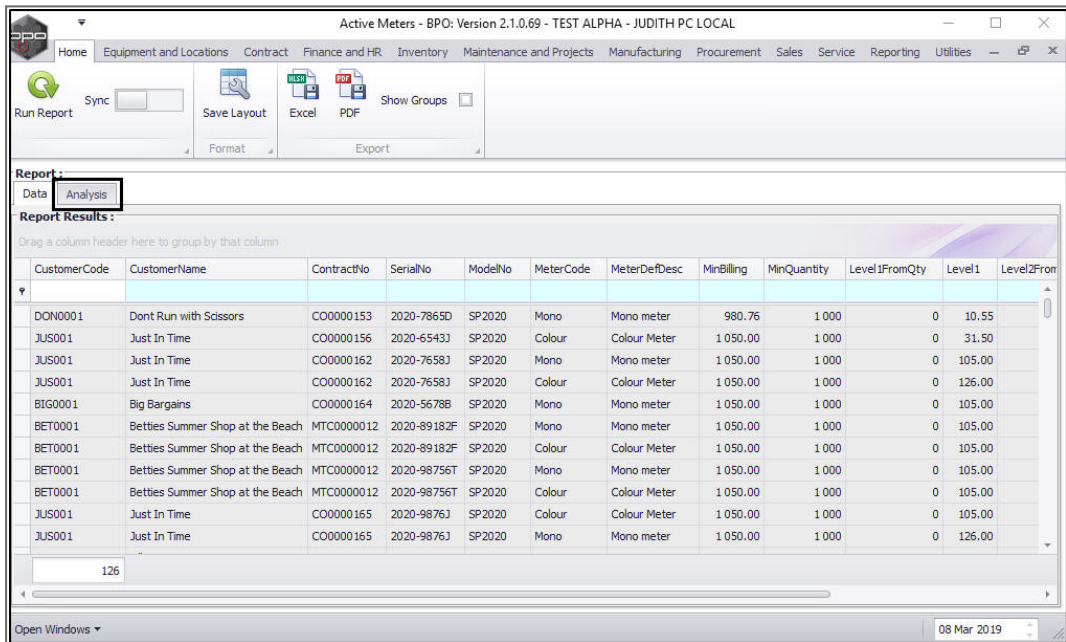 Active Meters - BPO: Version 2.1.0.69 - TEST ALPHA - JUDITH PC LOCAL
bpo
Home Equipment and Locations Contract Finance and HR Inventory Maintenance and Projects Manufacturing Procurement Sales Service Reporting Utilities
Run Report Sync Save Layout XLSX Excel PDF PDF Show Groups
Format Export
Report :
Data Analysis
Report Results :
Drag a column header here to group by that column
CustomerCode CustomerName ContractNo SerialNo ModelNo MeterCode MeterDefDesc MinBilling MinQuantity Level1FromQty Level1 Level2From
DON0001 Dont Run with Scissors CO0000153 2020-7865D SP2020 Mono Mono meter 980.76 1 000 0 10.55
JUS001 Just In Time CO0000156 2020-6543J SP2020 Colour Colour Meter 1 050.00 1 000 0 31.50
JUS001 Just In Time CO0000162 2020-7658J SP2020 Mono Mono meter 1 050.00 1 000 0 105.00
JUS001 Just In Time CO0000162 2020-7658J SP2020 Colour Colour Meter 1 050.00 1 000 0 126.00
BIG0001 Big Bargains CO0000164 2020-5678B SP2020 Mono Mono meter 1 050.00 1 000 0 105.00
BET0001 Betties Summer Shop at the Beach MTC0000012 2020-89182F SP2020 Mono Mono meter 1 050.00 1 000 0 105.00
BET0001 Betties Summer Shop at the Beach MTC0000012 2020-89182F SP2020 Colour Colour Meter 1 050.00 1 000 0 105.00
BET0001 Betties Summer Shop at the Beach MTC0000012 2020-98756T SP2020 Mono Mono meter 1 050.00 1 000 0 105.00
BET0001 Betties Summer Shop at the Beach MTC0000012 2020-98756T SP2020 Colour Colour Meter 1 050.00 1 000 0 105.00
JUS001 Just In Time CO0000165 2020-9876J SP2020 Colour Colour Meter 1 050.00 1 000 0 105.00
JUS001 Just In Time CO0000165 2020-9876J SP2020 Mono Mono meter 1 050.00 1 000 0 126.00
126
Open Windows 08 Mar 2019